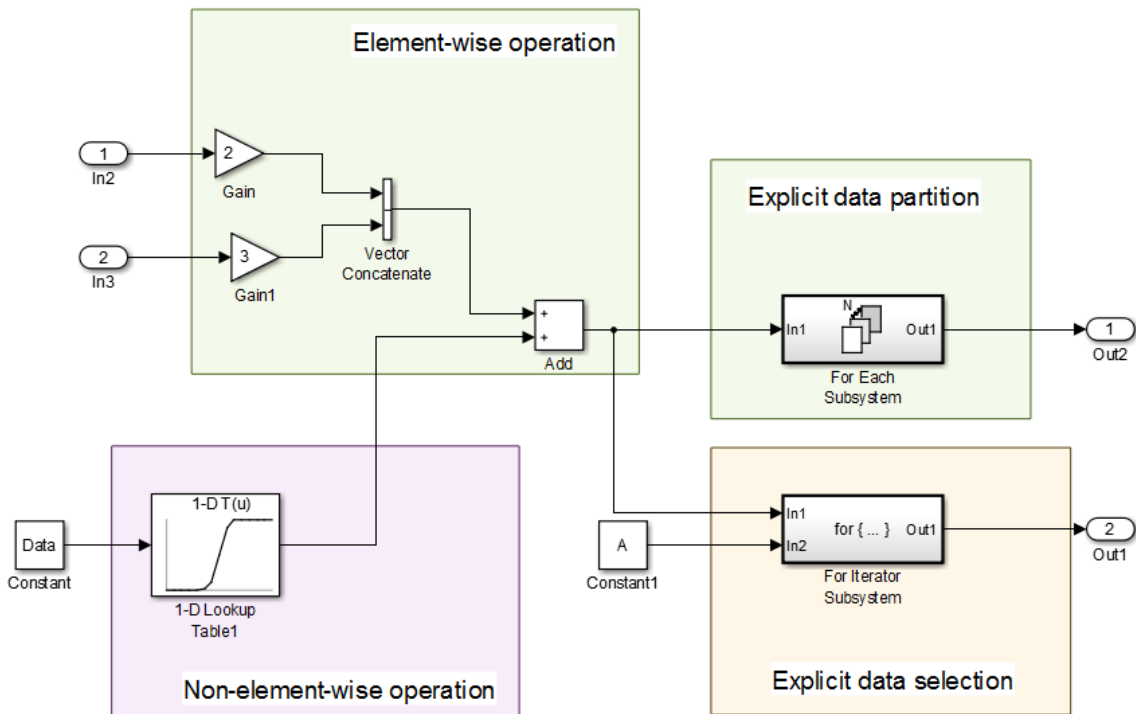 Element-wise operation
1
In2
2
Gain
2
In3
3
Gain1
Vector
Concatenate
+
+
Add
Explicit data partition
N
In1
Out1
For Each
Subsystem
1
Out2
Data
Constant
1-D T(u)
1-D Lookup
Table1
Non-element-wise operation
A
Constant1
In1
In2
for { ... }
Out1
For Iterator
Subsystem
2
Out1
Explicit data selection